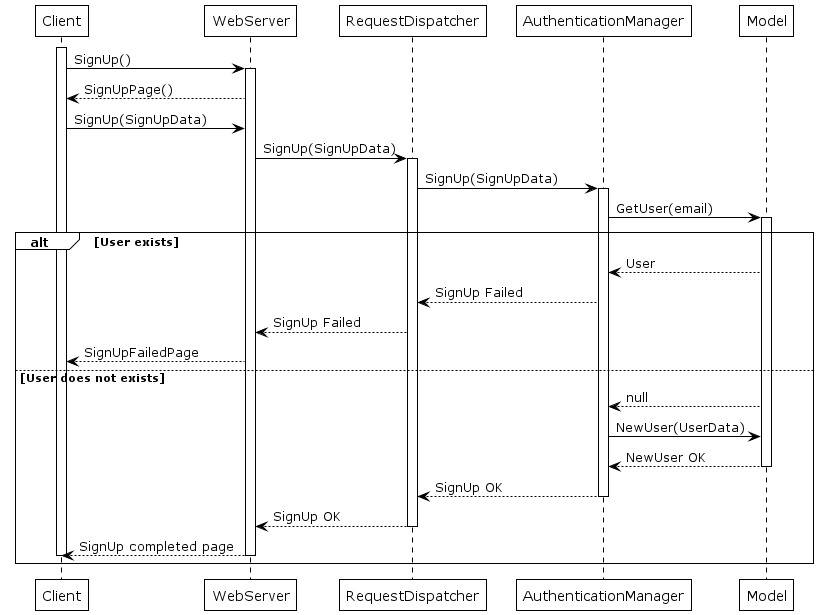 Client WebServer RequestDispatcher AuthenticationManager Model
SignUp()
SignUpPage()
SignUp(SignUpData)
SignUp(SignUpData)
SignUp(SignUpData)
GetUser(email)
alt [User exists]
User
SignUp Failed
SignUp Failed
SignUpFailedPage
[User does not exists]
null
NewUser(UserData)
NewUser OK
SignUp OK
SignUp OK
SignUp completed page
Client WebServer RequestDispatcher AuthenticationManager Model